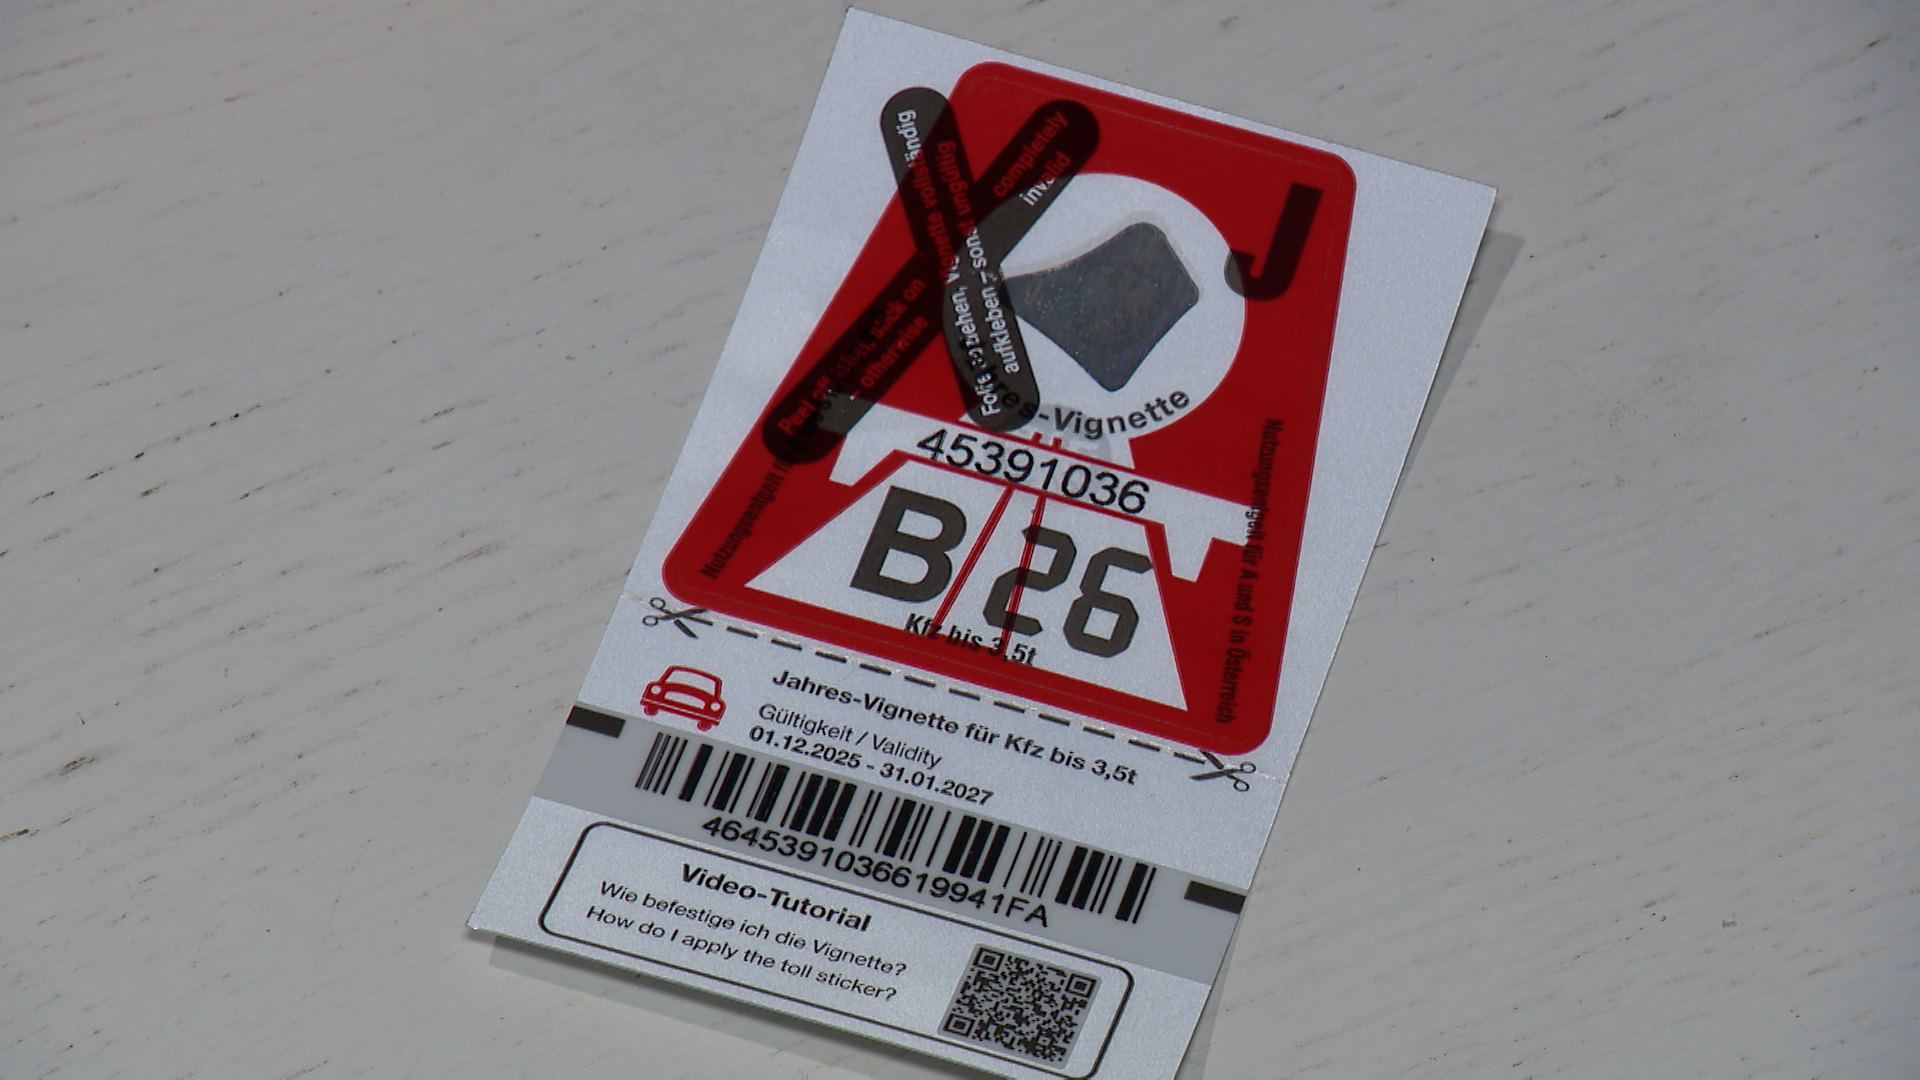 Folie abziehen, Vignette vollständig
aufkleben – sonst ungültig
Peel off label, stick on completely
– otherwise invalid
J
s-Vignette
45391036
B 26
Kfz bis 3,5t
Nutzungsentgelt
Nutzungsentgelt für A und S in Österreich
Jahres-Vignette für Kfz bis 3,5t
Gültigkeit / Validity
01.12.2025 - 31.01.2027
4645391036619941FA
Video-Tutorial
Wie befestige ich die Vignette?
How do I apply the toll sticker?